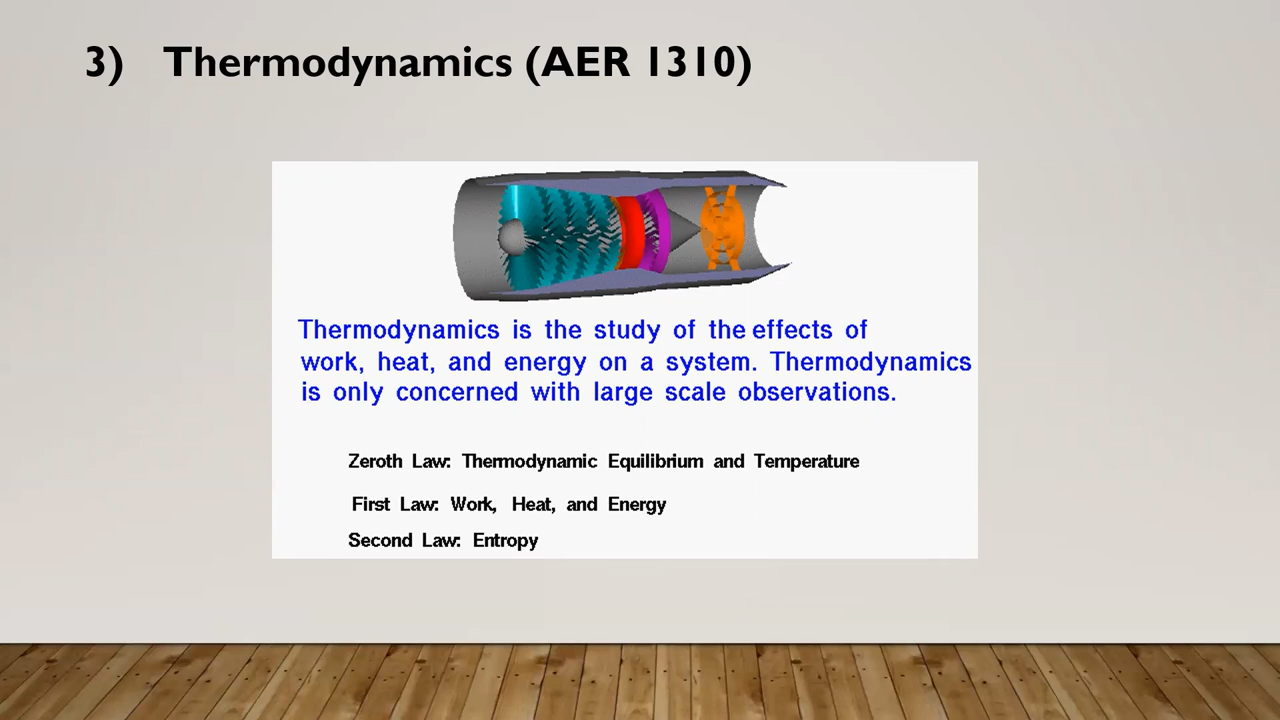 3) Thermodynamics (AER 1310)
Thermodynamics is the study of the effects of
work, heat, and energy on a system. Thermodynamics
is only concerned with large scale observations.
Zeroth Law: Thermodynamic Equilibrium and Temperature
First Law: Work, Heat, and Energy
Second Law: Entropy